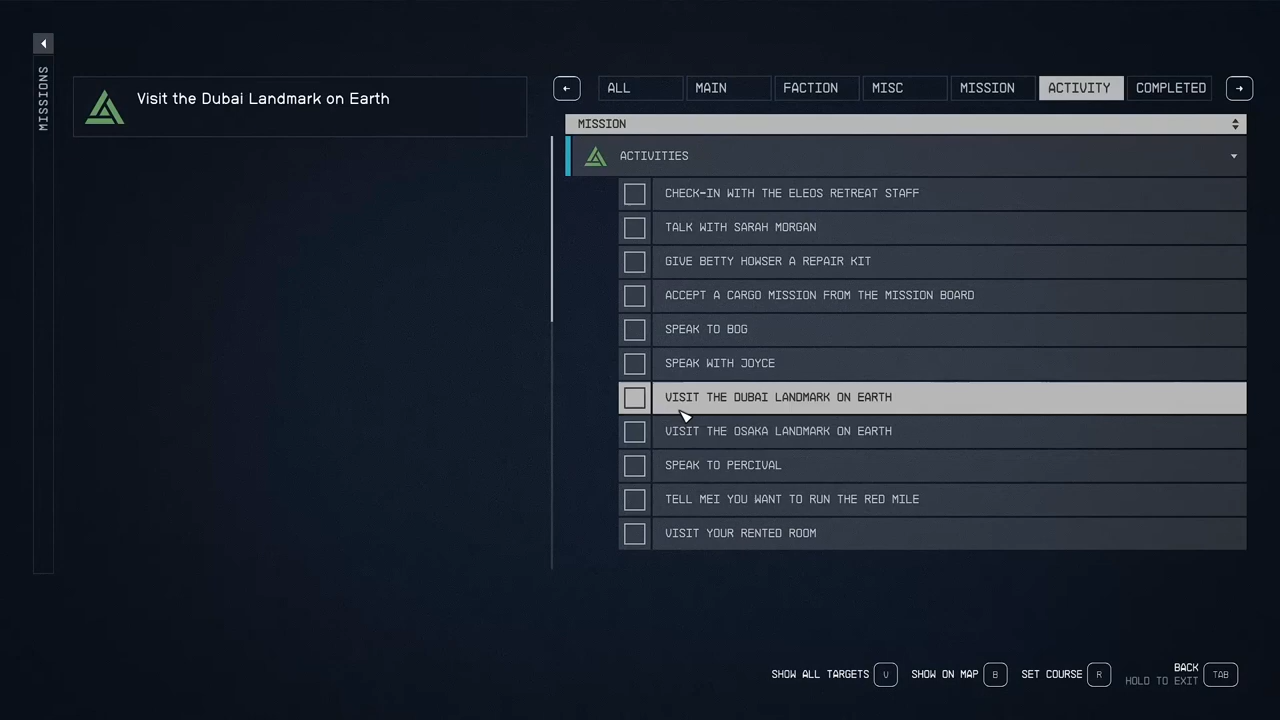 MISSIONS
Visit the Dubai Landmark on Earth
ALL MAIN FACTION MISC MISSION ACTIVITY COMPLETED
MISSION
ACTIVITIES
CHECK-IN WITH THE ELEOS RETREAT STAFF
TALK WITH SARAH MORGAN
GIVE BETTY HOWSER A REPAIR KIT
ACCEPT A CARGO MISSION FROM THE MISSION BOARD
SPEAK TO BOG
SPEAK WITH JOYCE
VISIT THE DUBAI LANDMARK ON EARTH
VISIT THE OSAKA LANDMARK ON EARTH
SPEAK TO PERCIVAL
TELL MEI YOU WANT TO RUN THE RED MILE
VISIT YOUR RENTED ROOM
SHOW ALL TARGETS V SHOW ON MAP B SET COURSE R BACK TAB
HOLD TO EXIT